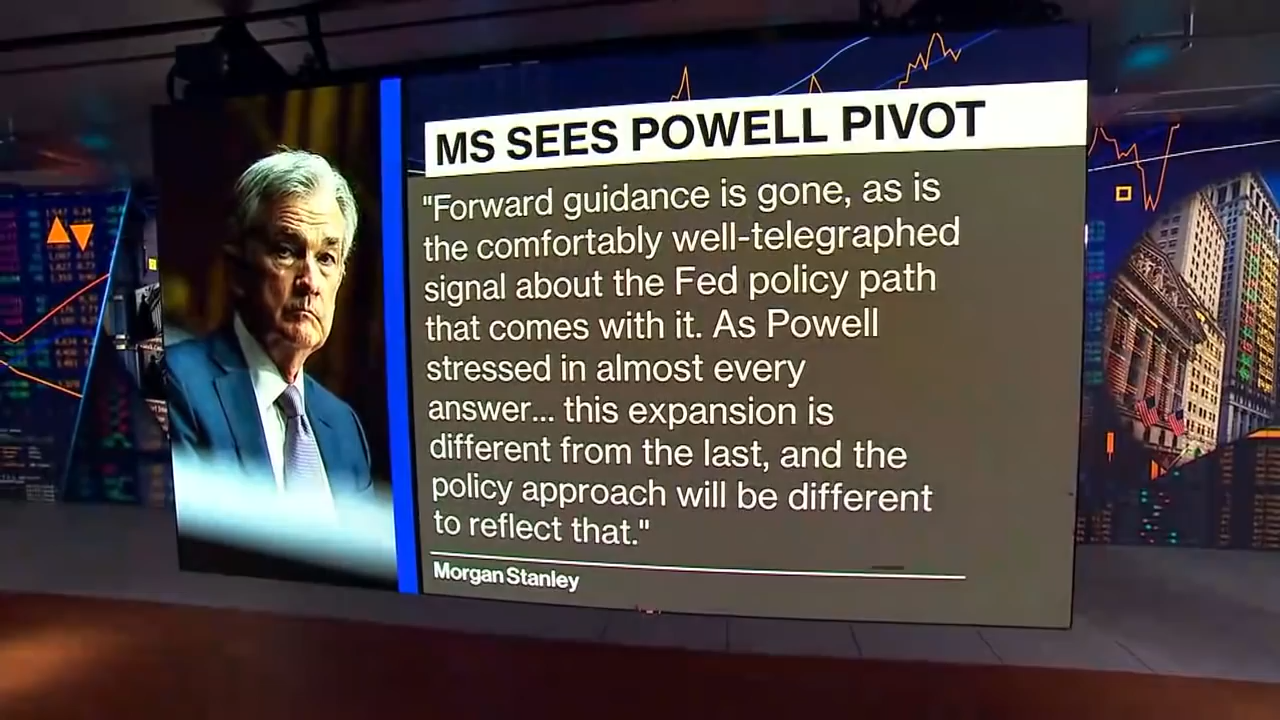 MS SEES POWELL PIVOT
"Forward guidance is gone, as is
the comfortably well-telegraphed
signal about the Fed policy path
that comes with it. As Powell
stressed in almost every
answer... this expansion is
different from the last, and the
policy approach will be different
to reflect that."
Morgan Stanley